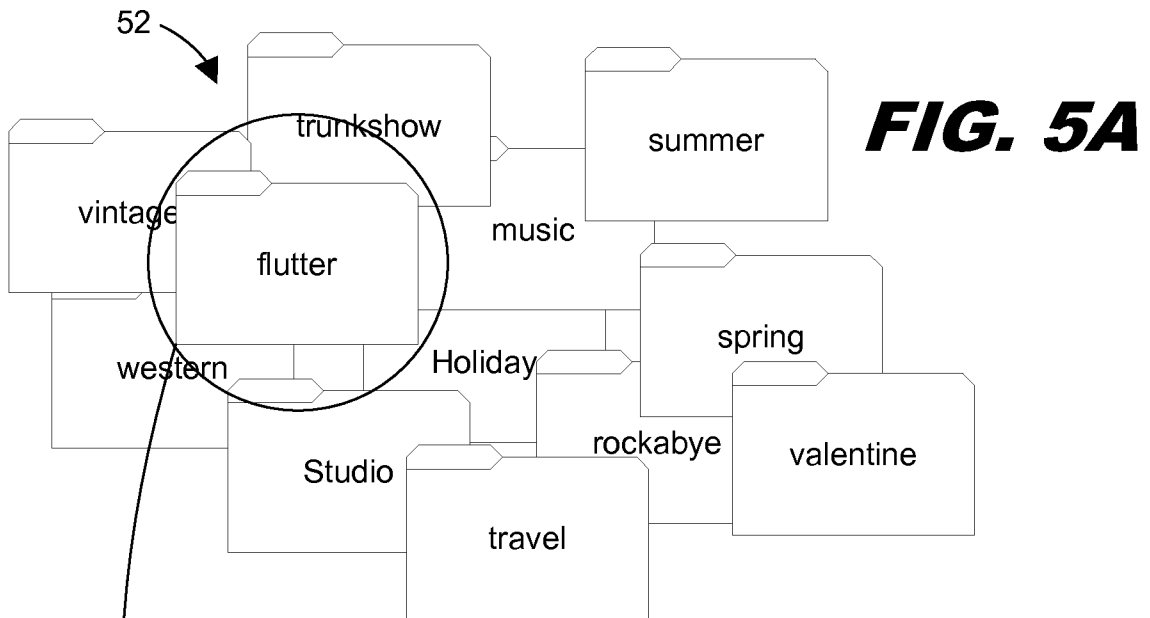 52
trunkshow
FIG. 5A
summer
vintage
music
flutter
spring
western
Holiday
rockabye
valentine
Studio
travel